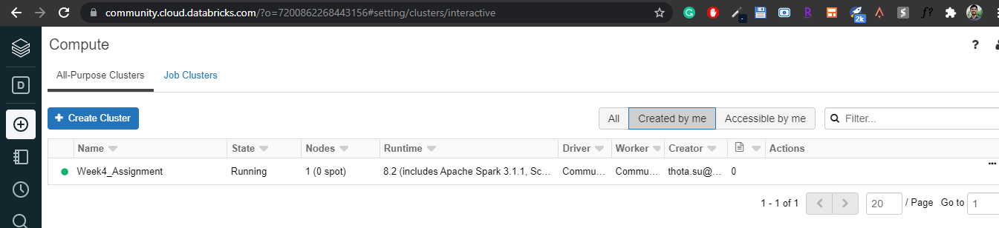 community.cloud.databricks.com/?o=7200862268443156#setting/clusters/interactive
2k
f?
Compute
?
D
All-Purpose Clusters Job Clusters
+ Create Cluster All Created by me Accessible by me Filter...
Name State Nodes Runtime Driver Worker Creator Actions
Week4_Assignment Running 1 (0 spot) 8.2 (includes Apache Spark 3.1.1, Sc... Commu... Commu... thota.su@... 0 ...
1 - 1 of 1 < > 20 / Page Go to 1